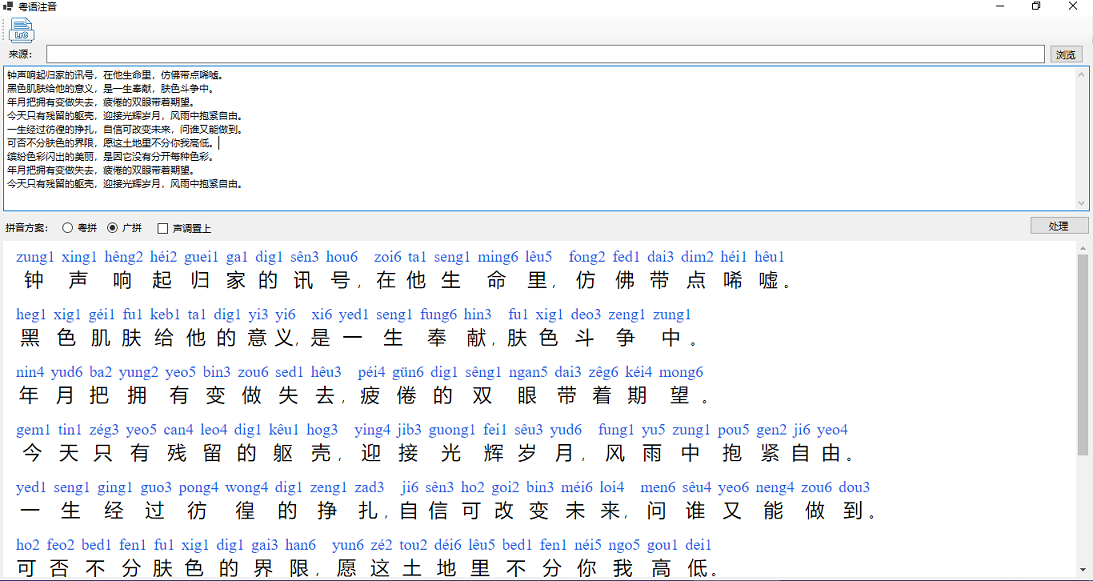 粤语注音
LRC
来源： 浏览
钟声响起归家的讯号，在他生命里，仿佛带点唏嘘。
黑色肌肤给他的意义，是一生奉献，肤色斗争中。
年月把拥有变做失去，疲倦的双眼带着期望。
今天只有残留的躯壳，迎接光辉岁月，风雨中抱紧自由。
一生经过彷徨的挣扎，自信可改变未来，问谁又能做到。
可否不分肤色的界限，愿这土地里不分你我高低。
缤纷色彩闪出的美丽，是因它没有分开每种色彩。
年月把拥有变做失去，疲倦的双眼带着期望。
今天只有残留的躯壳，迎接光辉岁月，风雨中抱紧自由。
拼音方案： 粤拼 广拼 声调置上 处理
zung1 xing1 hêng2 héi2 guei1 ga1 dig1 sên3 hou6 zoi6 ta1 seng1 ming6 lêu5 fong2 fed1 dai3 dim2 héi1 hêu1
钟 声 响 起 归 家 的 讯 号, 在 他 生 命 里, 仿 佛 带 点 唏 嘘 。
heg1 xig1 géi1 fu1 keb1 ta1 dig1 yi3 yi6 xi6 yed1 seng1 fung6 hin3 fu1 xig1 deo3 zeng1 zung1
黑 色 肌 肤 给 他 的 意 义, 是 一 生 奉 献, 肤 色 斗 争 中 。
nin4 yud6 ba2 yung2 yeo5 bin3 zou6 sed1 hêu3 péi4 gün6 dig1 sêng1 ngan5 dai3 zêg6 kéi4 mong6
年 月 把 拥 有 变 做 失 去, 疲 倦 的 双 眼 带 着 期 望 。
gem1 tin1 zég3 yeo5 can4 leo4 dig1 kêu1 hog3 ying4 jib3 guong1 fei1 sêu3 yud6 fung1 yu5 zung1 pou5 gen2 ji6 yeo4
今 天 只 有 残 留 的 躯 壳, 迎 接 光 辉 岁 月, 风 雨 中 抱 紧 自 由 。
yed1 seng1 ging1 guo3 pong4 wong4 dig1 zeng1 zad3 ji6 sên3 ho2 goi2 bin3 méi6 loi4 men6 sêu4 yeo6 neng4 zou6 dou3
一 生 经 过 彷 徨 的 挣 扎, 自 信 可 改 变 未 来, 问 谁 又 能 做 到 。
ho2 feo2 bed1 fen1 fu1 xig1 dig1 gai3 han6 yun6 zé2 tou2 déi6 lêu5 bed1 fen1 néi5 ngo5 gou1 dei1
可 否 不 分 肤 色 的 界 限, 愿 这 土 地 里 不 分 你 我 高 低 。